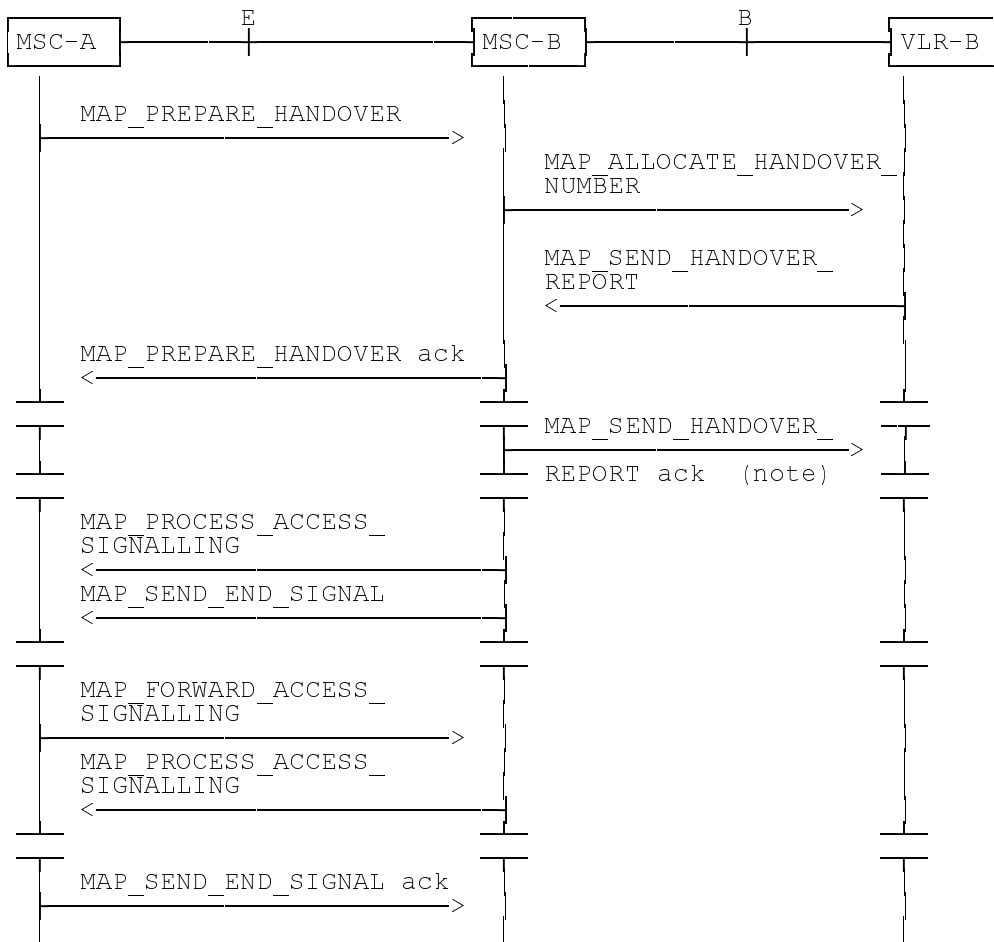 E
B
MSC-A
MSC-B
VLR-B
MAP_PREPARE_HANDOVER
MAP_ALLOCATE_HANDOVER_
NUMBER
MAP_SEND_HANDOVER_
REPORT
MAP_PREPARE_HANDOVER ack
MAP_SEND_HANDOVER_
REPORT ack (note)
MAP_PROCESS_ACCESS_
SIGNALLING
MAP_SEND_END_SIGNAL
MAP_FORWARD_ACCESS_
SIGNALLING
MAP_PROCESS_ACCESS_
SIGNALLING
MAP_SEND_END_SIGNAL ack